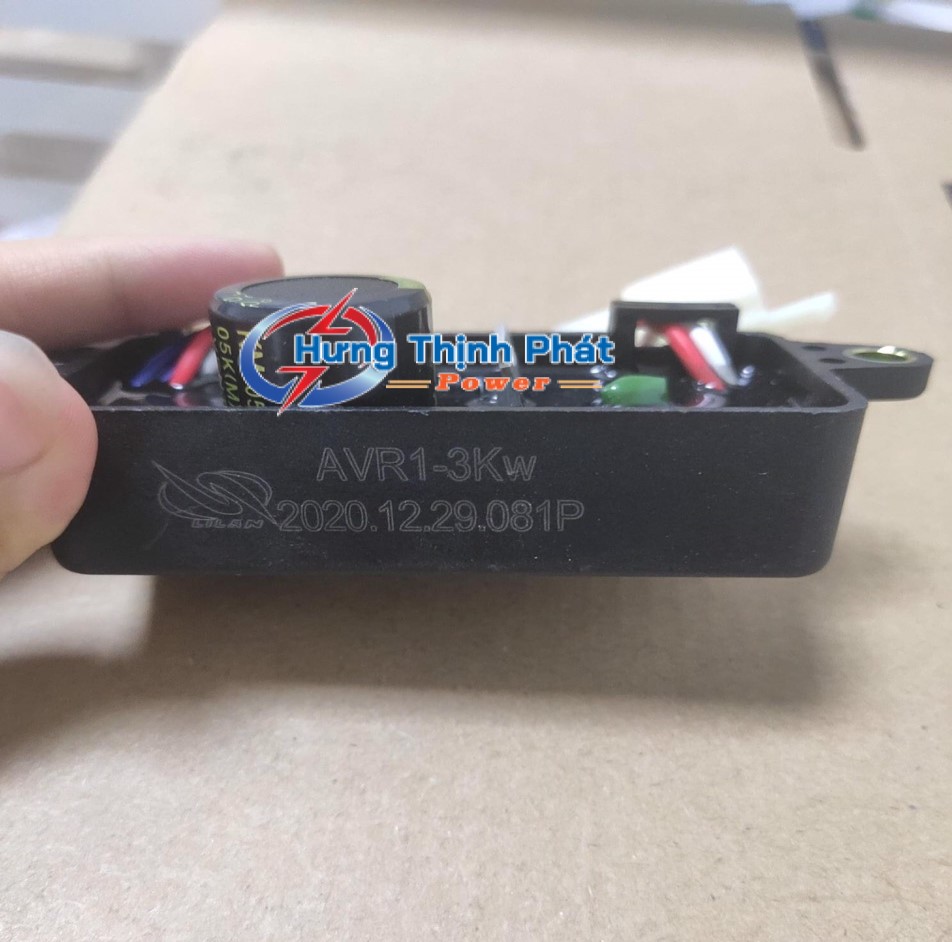 Hưng Thịnh Phát
Power
AVR1-3Kw
LILAN
2020.12.29.081P